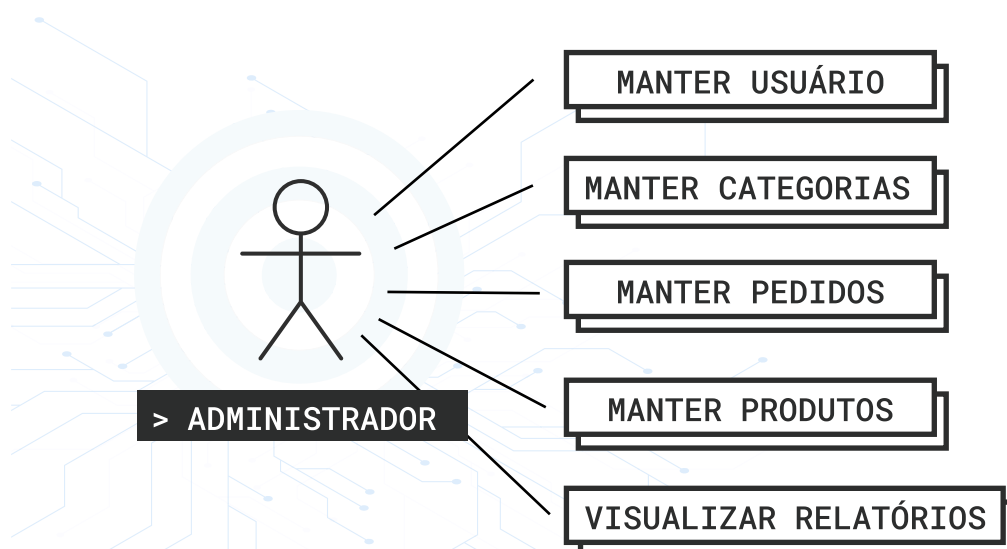 MANTER USUÁRIO
MANTER CATEGORIAS
MANTER PEDIDOS
MANTER PRODUTOS
> ADMINISTRADOR
VISUALIZAR RELATÓRIOS